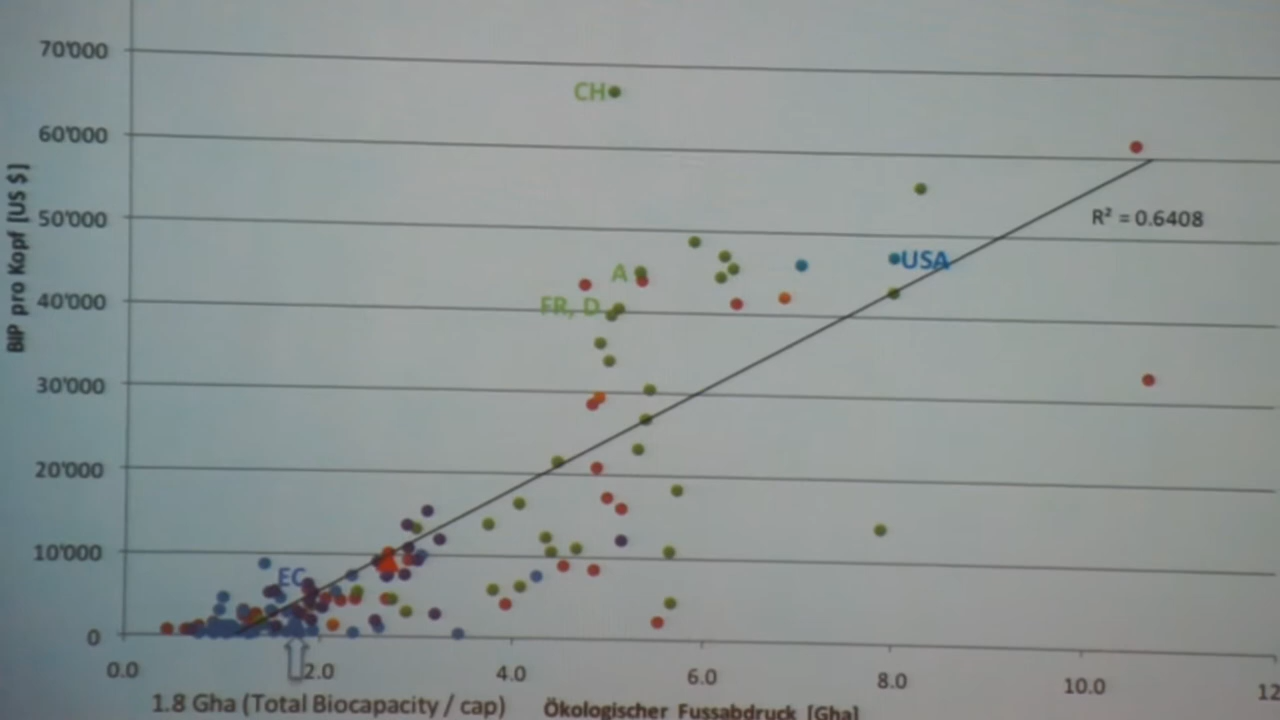 70'000
CH
60'000
BIP pro Kopf [US $]
50'000
R² = 0.6408
USA
A
40'000
FR, D
30'000
20'000
10'000
EC
0
0.0
2.0
4.0
6.0
8.0
10.0
12
1.8 Gha (Total Biocapacity / cap)
Ökologischer Fussabdruck [Gha]